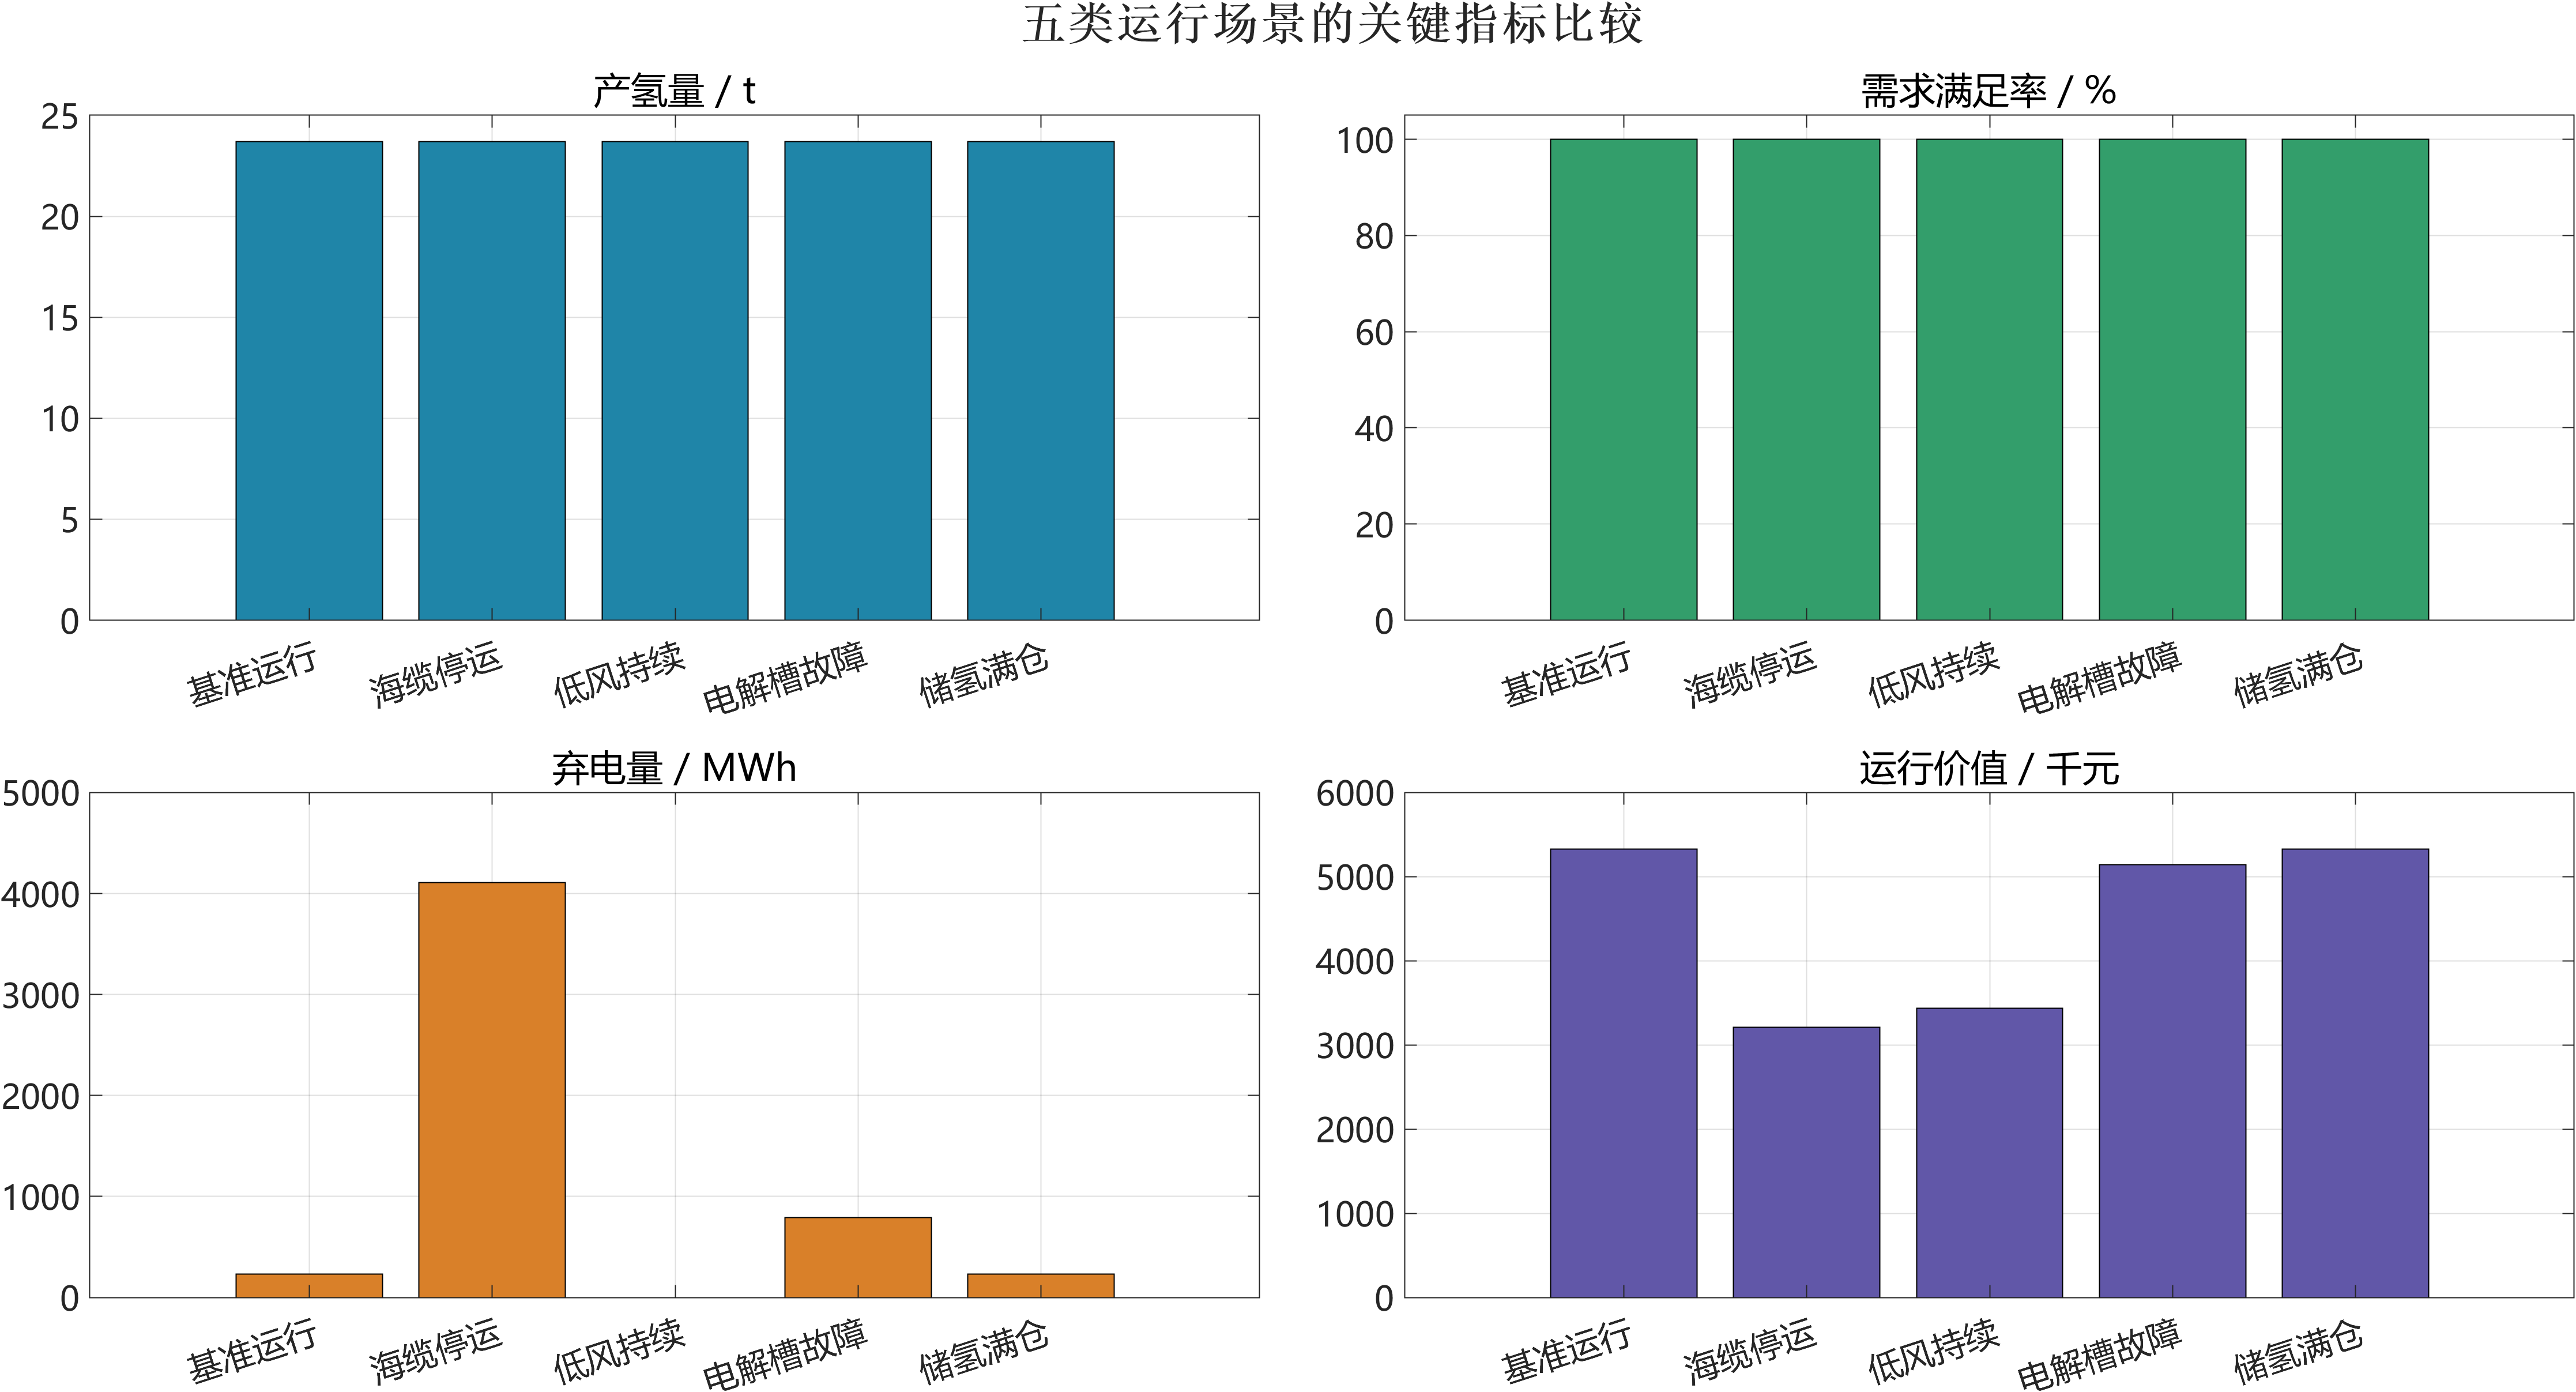 五类运行场景的关键指标比较
产氢量 / t
25
20
15
10
5
0
基准运行
海缆停运
低风持续
电解槽故障
储氢满仓
需求满足率 / %
100
80
60
40
20
0
基准运行
海缆停运
低风持续
电解槽故障
储氢满仓
弃电量 / MWh
5000
4000
3000
2000
1000
0
基准运行
海缆停运
低风持续
电解槽故障
储氢满仓
运行价值 / 千元
6000
5000
4000
3000
2000
1000
0
基准运行
海缆停运
低风持续
电解槽故障
储氢满仓